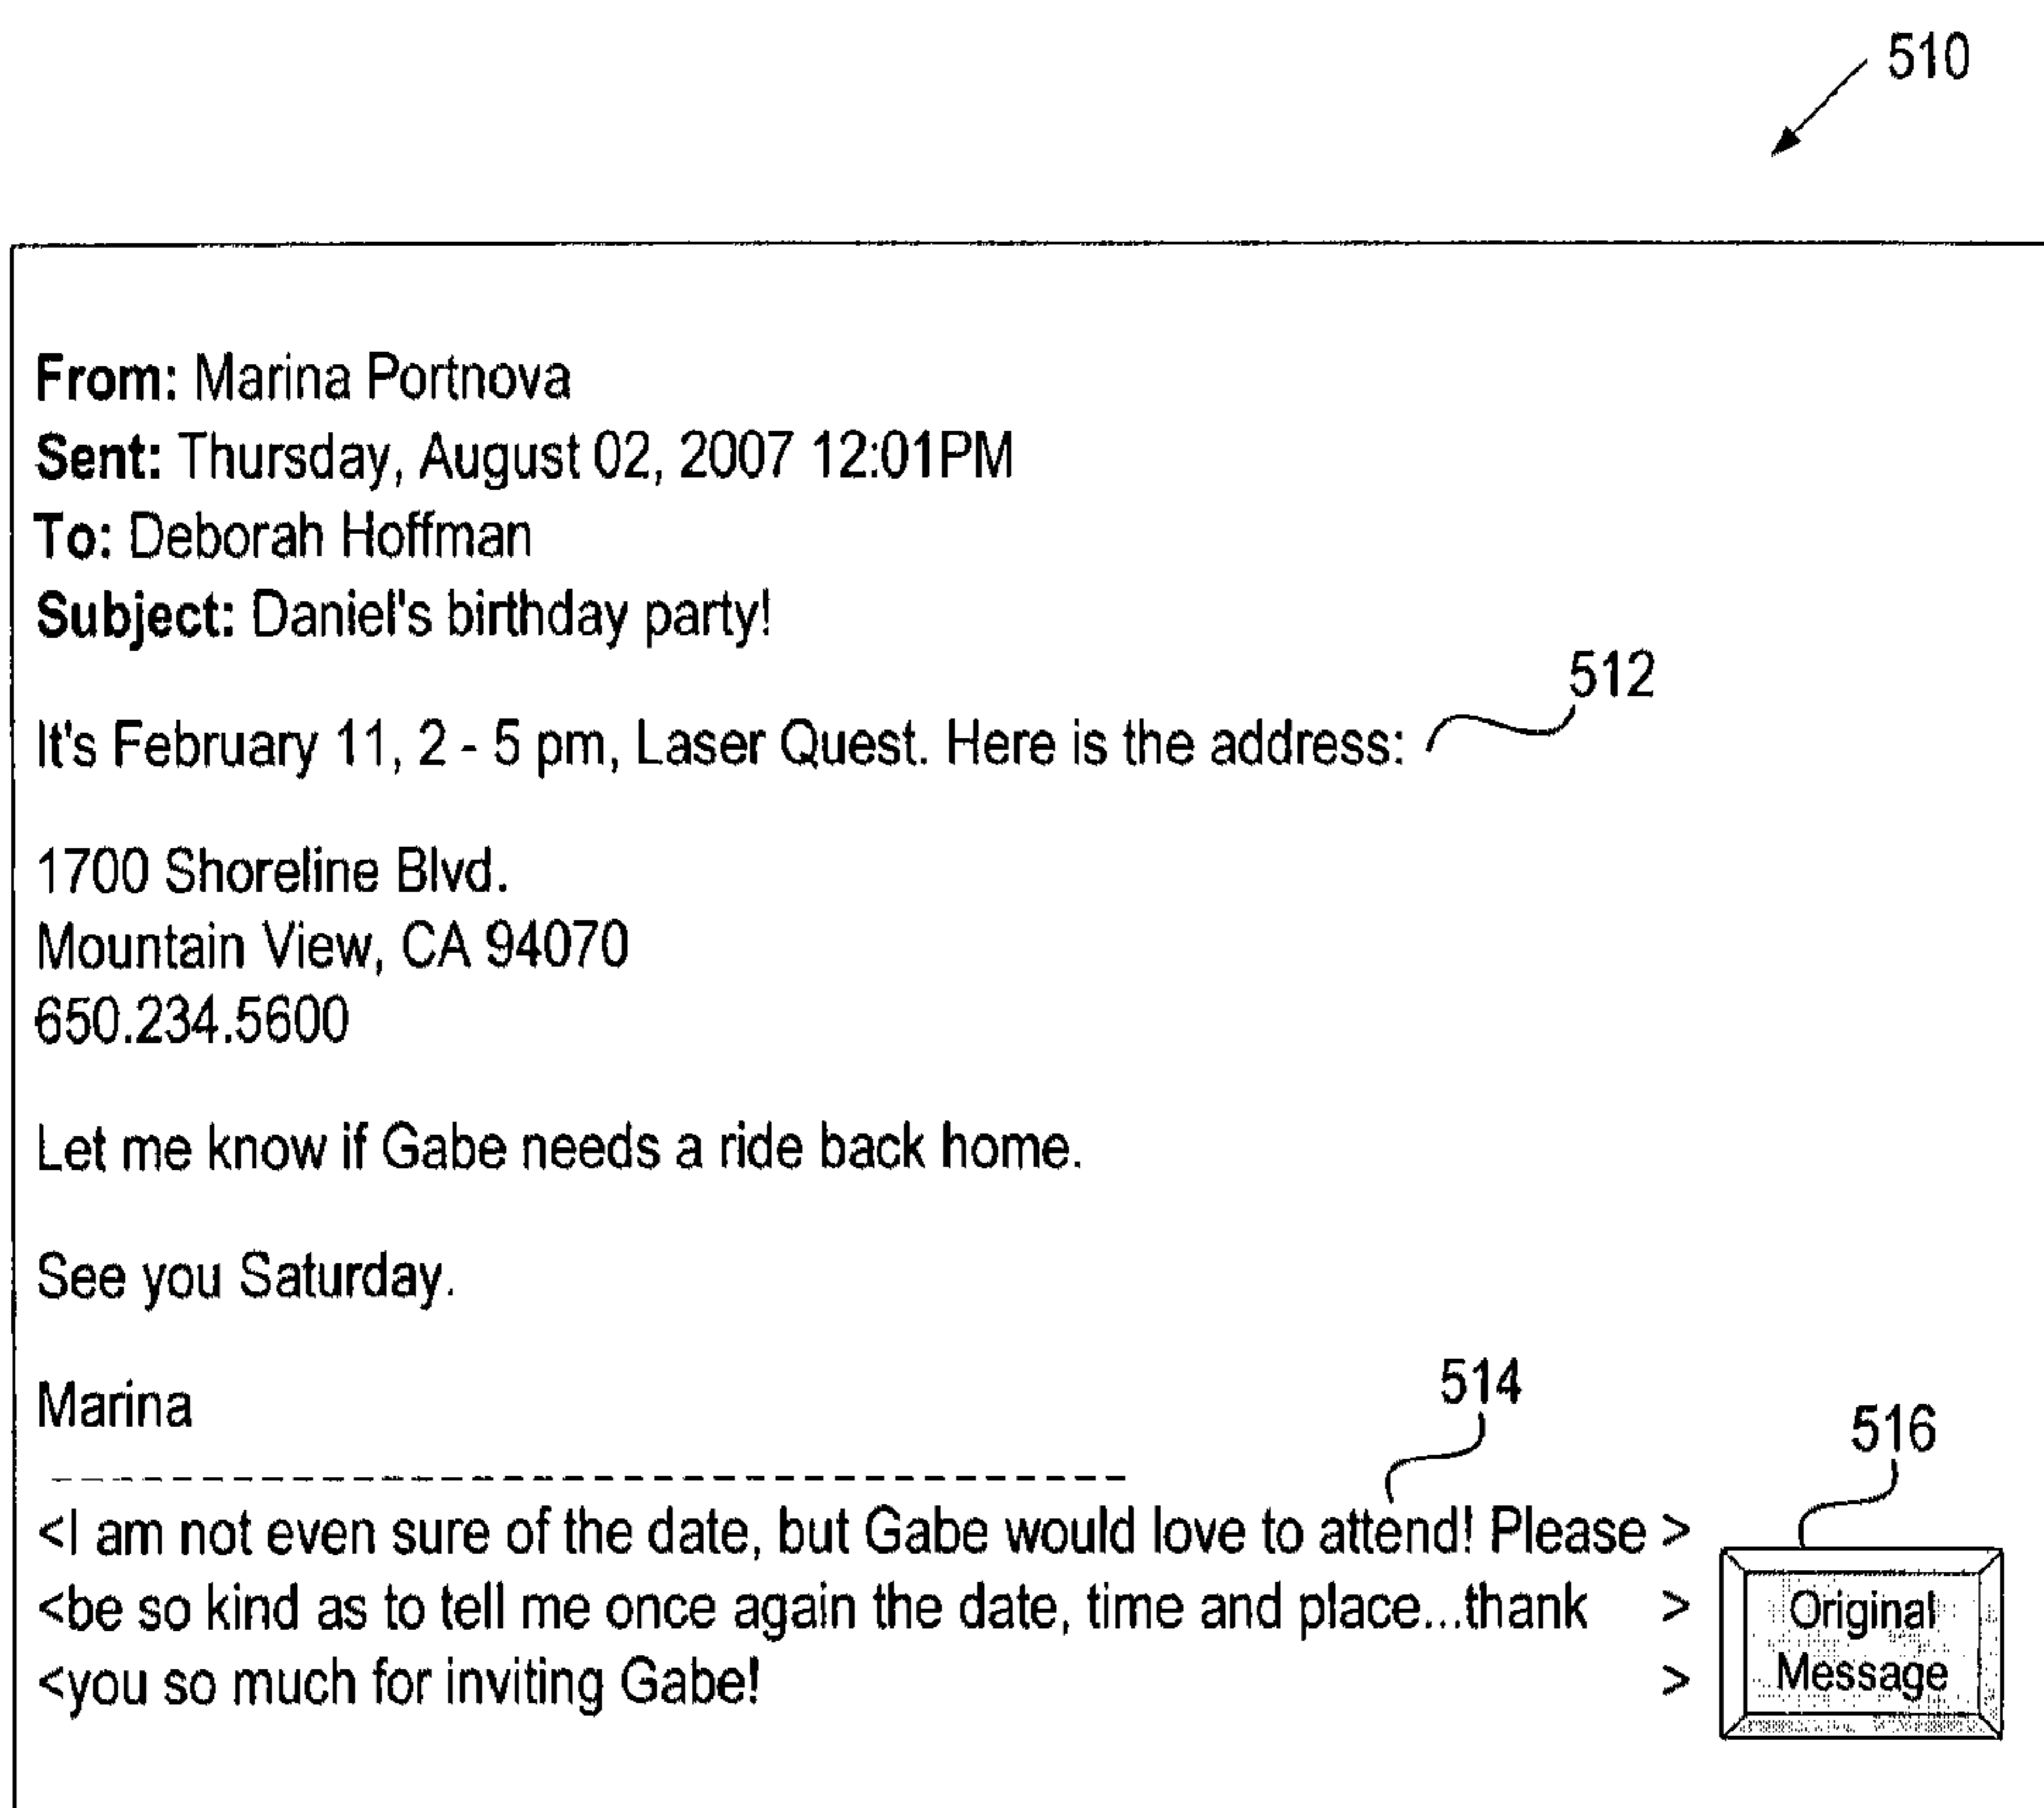 510
From: Marina Portnova
Sent: Thursday, August 02, 2007 12:01PM
To: Deborah Hoffman
Subject: Daniel's birthday party!
512
It's February 11, 2 - 5 pm, Laser Quest. Here is the address:
1700 Shoreline Blvd.
Mountain View, CA 94070
650.234.5600
Let me know if Gabe needs a ride back home.
See you Saturday.
Marina
514
516
<I am not even sure of the date, but Gabe would love to attend! Please >
<be so kind as to tell me once again the date, time and place...thank >
<you so much for inviting Gabe! >
Original
Message